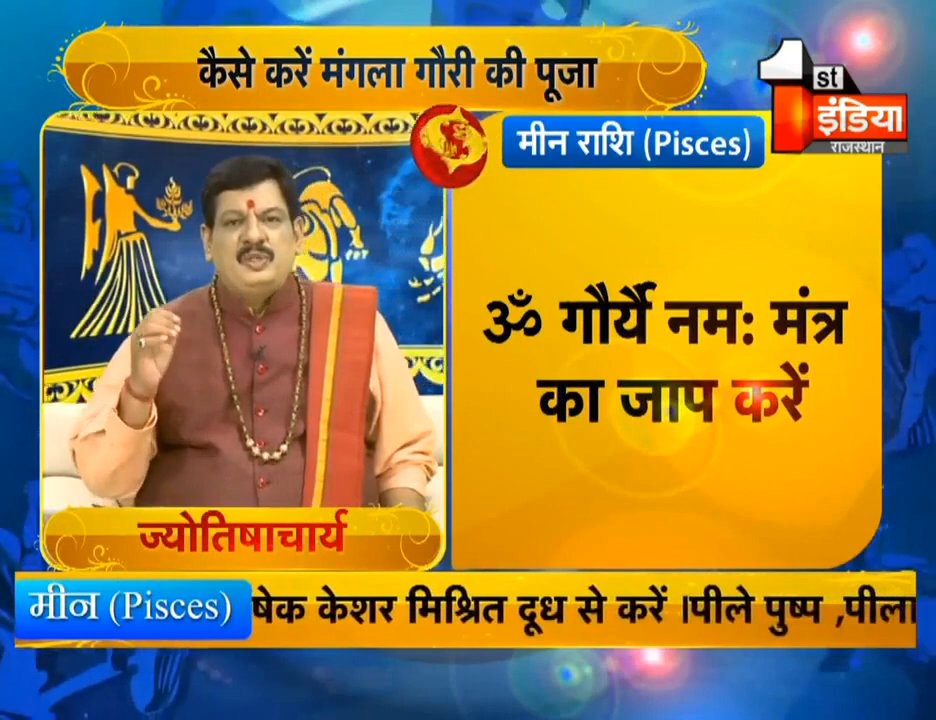 कैसे करें मंगला गौरी की पूजा
1st
इंडिया
राजस्थान
मीन राशि (Pisces)
ॐ गौर्यै नम: मंत्र
का जाप करें
ज्योतिषाचार्य
मीन (Pisces)
षेक केशर मिश्रित दूध से करें ।पीले पुष्प ,पीला